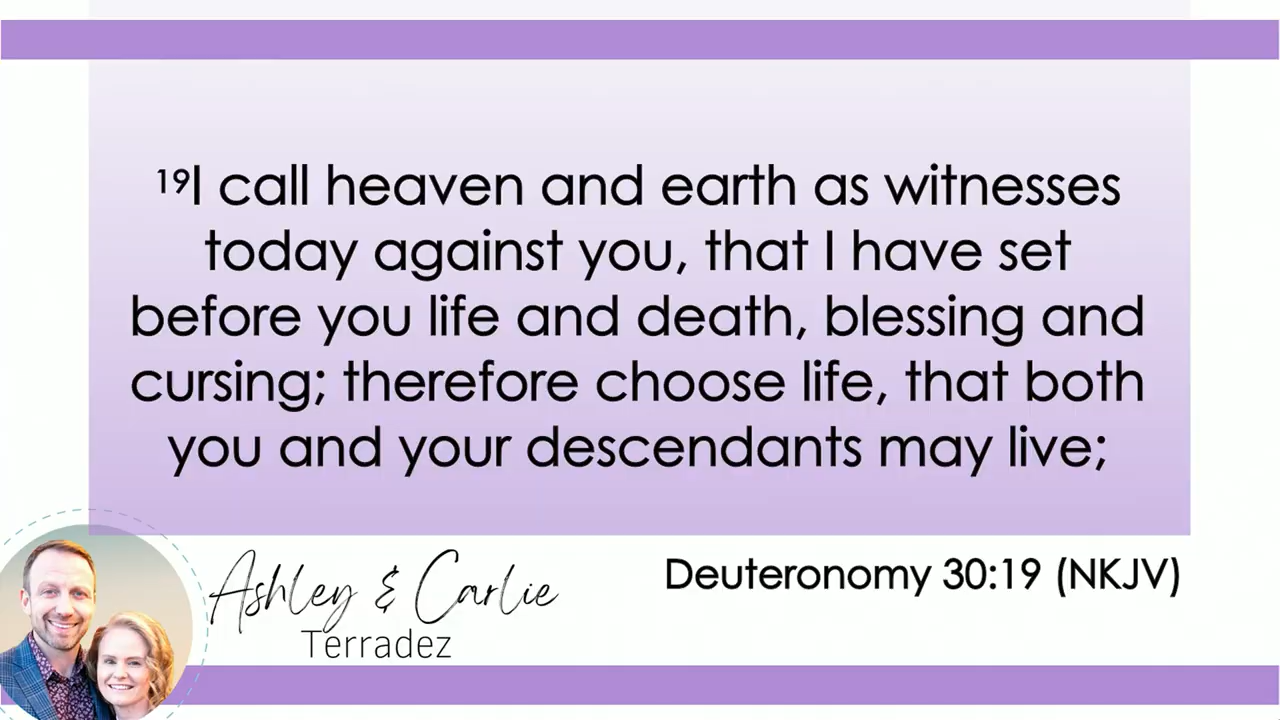 ¹⁹I call heaven and earth as witnesses
today against you, that I have set
before you life and death, blessing and
cursing; therefore choose life, that both
you and your descendants may live;
Deuteronomy 30:19 (NKJV)
Ashley & Carlie
Terradez